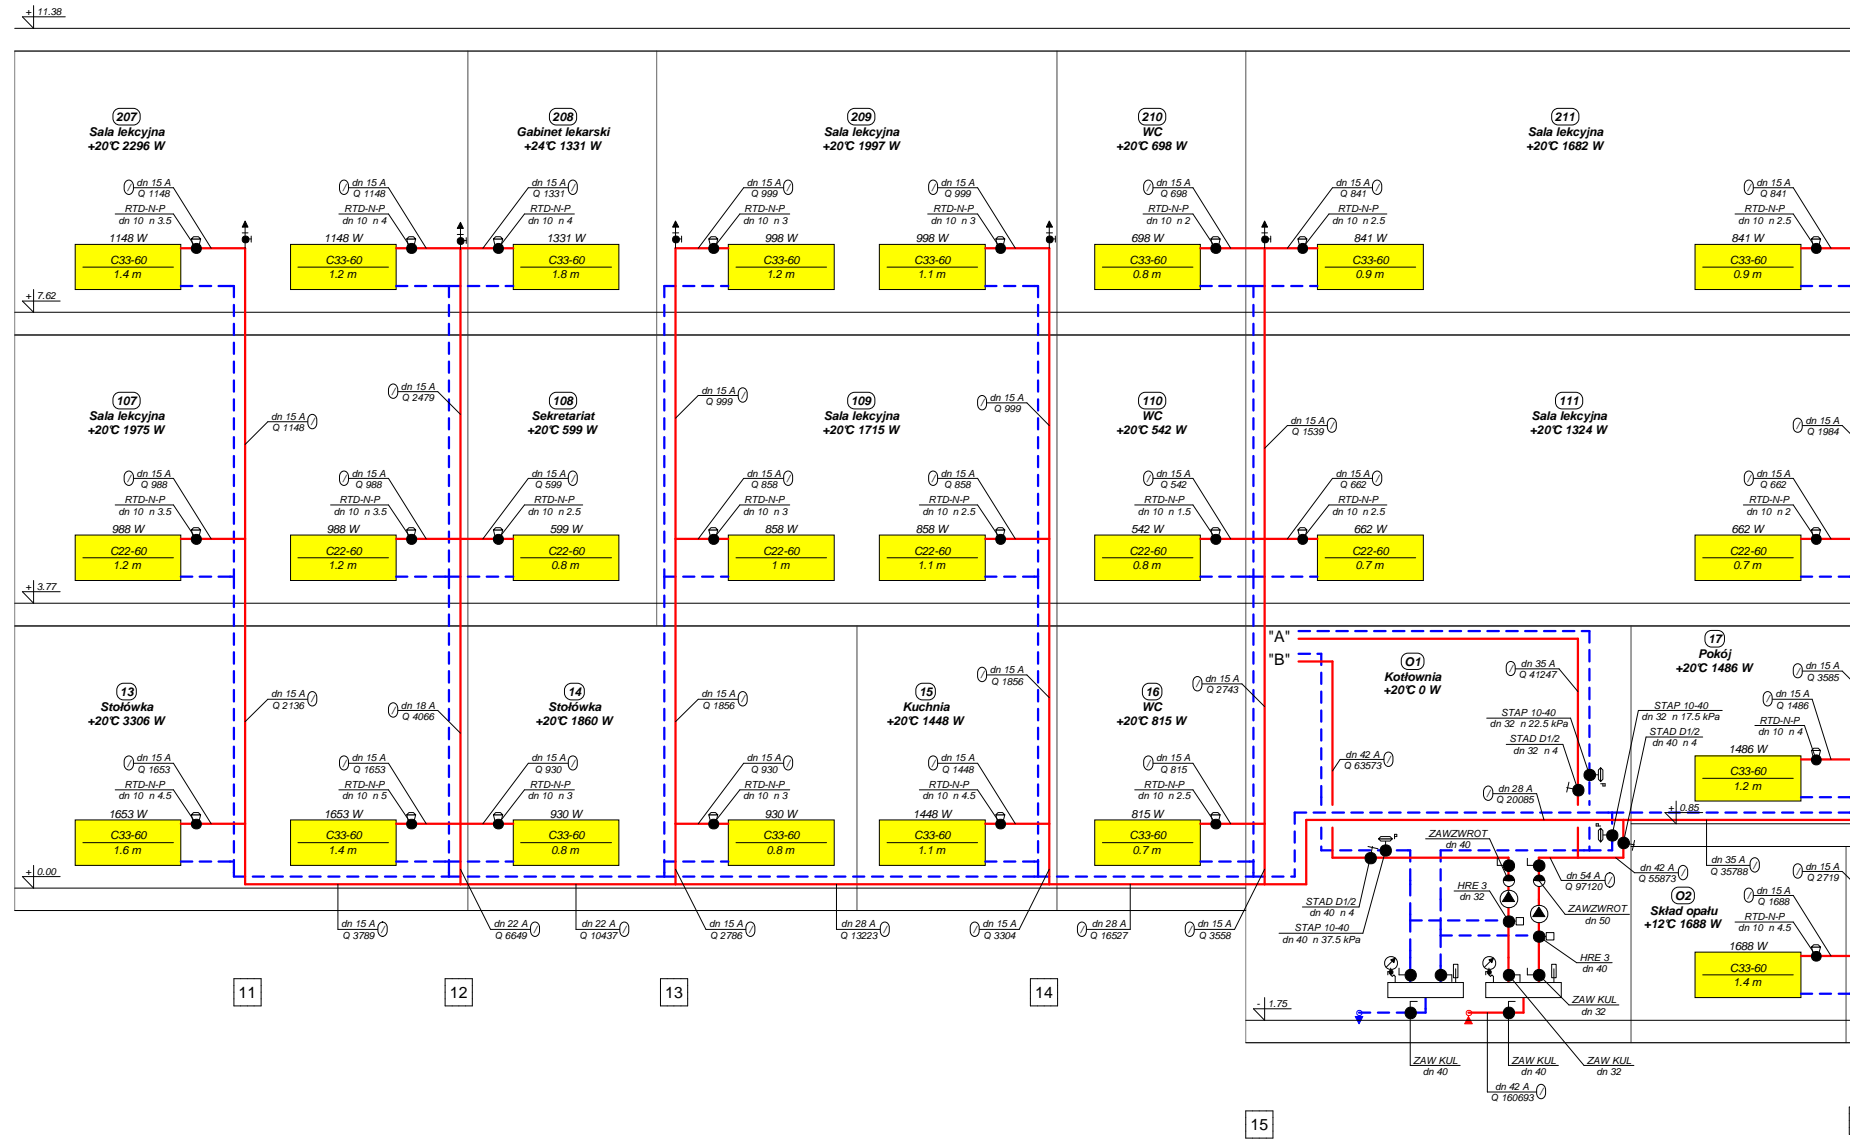 + 11.38
207
Sala lekcyjna
+20°C 2296 W
208
Gabinet lekarski
+24°C 1331 W
209
Sala lekcyjna
+20°C 1997 W
210
WC
+20°C 698 W
211
Sala lekcyjna
+20°C 1682 W
dn 15 A
Q 1148
RTD-N-P
dn 10 n 3.5
1148 W
C33-60
1.4 m
dn 15 A
Q 1148
RTD-N-P
dn 10 n 4
1148 W
C33-60
1.2 m
dn 15 A
Q 1331
RTD-N-P
dn 10 n 4
1331 W
C33-60
1.8 m
dn 15 A
Q 999
RTD-N-P
dn 10 n 3
998 W
C33-60
1.2 m
dn 15 A
Q 999
RTD-N-P
dn 10 n 3
998 W
C33-60
1.1 m
dn 15 A
Q 698
RTD-N-P
dn 10 n 2
698 W
C33-60
0.8 m
dn 15 A
Q 841
RTD-N-P
dn 10 n 2.5
841 W
C33-60
0.9 m
dn 15 A
Q 841
RTD-N-P
dn 10 n 2.5
841 W
C33-60
0.9 m
+ 7.62
107
Sala lekcyjna
+20°C 1975 W
dn 15 A
Q 1148
dn 15 A
Q 2479
108
Sekretariat
+20°C 599 W
dn 15 A
Q 999
109
Sala lekcyjna
+20°C 1715 W
dn 15 A
Q 999
110
WC
+20°C 542 W
dn 15 A
Q 1539
111
Sala lekcyjna
+20°C 1324 W
dn 15 A
Q 1984
dn 15 A
Q 988
RTD-N-P
dn 10 n 3.5
988 W
C22-60
1.2 m
dn 15 A
Q 988
RTD-N-P
dn 10 n 3.5
988 W
C22-60
1.2 m
dn 15 A
Q 599
RTD-N-P
dn 10 n 2.5
599 W
C22-60
0.8 m
dn 15 A
Q 858
RTD-N-P
dn 10 n 3
858 W
C22-60
1 m
dn 15 A
Q 858
RTD-N-P
dn 10 n 2.5
858 W
C22-60
1.1 m
dn 15 A
Q 542
RTD-N-P
dn 10 n 1.5
542 W
C22-60
0.8 m
dn 15 A
Q 662
RTD-N-P
dn 10 n 2.5
662 W
C22-60
0.7 m
dn 15 A
Q 662
RTD-N-P
dn 10 n 2
662 W
C22-60
0.7 m
+ 3.77
13
Stołówka
+20°C 3306 W
dn 15 A
Q 2136
dn 18 A
Q 4066
14
Stołówka
+20°C 1860 W
dn 15 A
Q 1856
15
Kuchnia
+20°C 1448 W
dn 15 A
Q 1856
16
WC
+20°C 815 W
dn 15 A
Q 2743
"A"
"B"
O1
Kotłownia
+20°C 0 W
dn 35 A
Q 41247
17
Pokój
+20°C 1486 W
dn 15 A
Q 3585
dn 15 A
Q 1653
RTD-N-P
dn 10 n 4.5
1653 W
C33-60
1.6 m
dn 15 A
Q 1653
RTD-N-P
dn 10 n 5
1653 W
C33-60
1.4 m
dn 15 A
Q 930
RTD-N-P
dn 10 n 3
930 W
C33-60
0.8 m
dn 15 A
Q 930
RTD-N-P
dn 10 n 3
930 W
C33-60
0.8 m
dn 15 A
Q 1448
RTD-N-P
dn 10 n 4.5
1448 W
C33-60
1.1 m
dn 15 A
Q 815
RTD-N-P
dn 10 n 2.5
815 W
C33-60
0.7 m
dn 42 A
Q 63573
STAP 10-40
dn 32 n 22.5 kPa
STAD D1/2
dn 32 n 4
STAP 10-40
dn 32 n 17.5 kPa
STAD D1/2
dn 40 n 4
dn 15 A
Q 1486
RTD-N-P
dn 10 n 4
1486 W
C33-60
1.2 m
dn 28 A
Q 20085
+ 0.85
ZAWZWROT
dn 40
P
P
P
+ 0.00
HRE 3
dn 32
dn 54 A
Q 97120
dn 42 A
Q 55873
dn 35 A
Q 35788
dn 15 A
Q 2719
STAD D1/2
dn 40 n 4
STAP 10-40
dn 40 n 37.5 kPa
ZAWZWROT
dn 50
O2
Skład opału
+12°C 1688 W
dn 15 A
Q 1688
RTD-N-P
dn 10 n 4.5
1688 W
C33-60
1.4 m
dn 15 A
Q 3789
dn 22 A
Q 6649
dn 22 A
Q 10437
dn 15 A
Q 2786
dn 28 A
Q 13223
dn 15 A
Q 3304
dn 28 A
Q 16527
dn 15 A
Q 3558
HRE 3
dn 40
11
12
13
14
- 1.75
ZAW KUL
dn 32
ZAW KUL
dn 40
ZAW KUL
dn 40
ZAW KUL
dn 32
dn 42 A
Q 160693
15